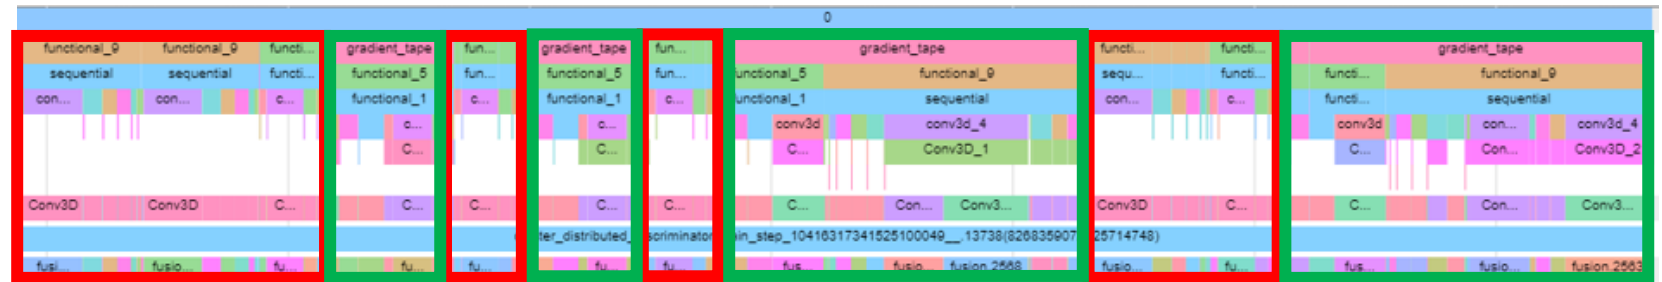 0
functional_9 functional_9 functi... gradient_tape fun... gradient_tape fun... gradient_tape functi... functi... gradient_tape
sequential sequential functi... functional_5 fun... functional_5 fun... unctional_5 functional_9 sequ... functi... functi... functional_9
con... con... c... functional_1 c... functional_1 c... unctional_1 sequential con... c... functi... sequential
c... c... conv3d conv3d_4 conv3d con... conv3d_4
C... C... C... Conv3D_1 C... Con... Conv3D_2
Conv3D Conv3D C... C... C... C... C... C... Con... Conv3... Conv3D C... C... Con... Conv3...
ter_distributed_ scriminator in_step_10416317341525100049__.13738(826835907 25714748)
fusi... fusio... fu... fu... fu... fu... fu... fus... fusio... fusion.2568 fusio... fu... fus... fusio... fusion.2563